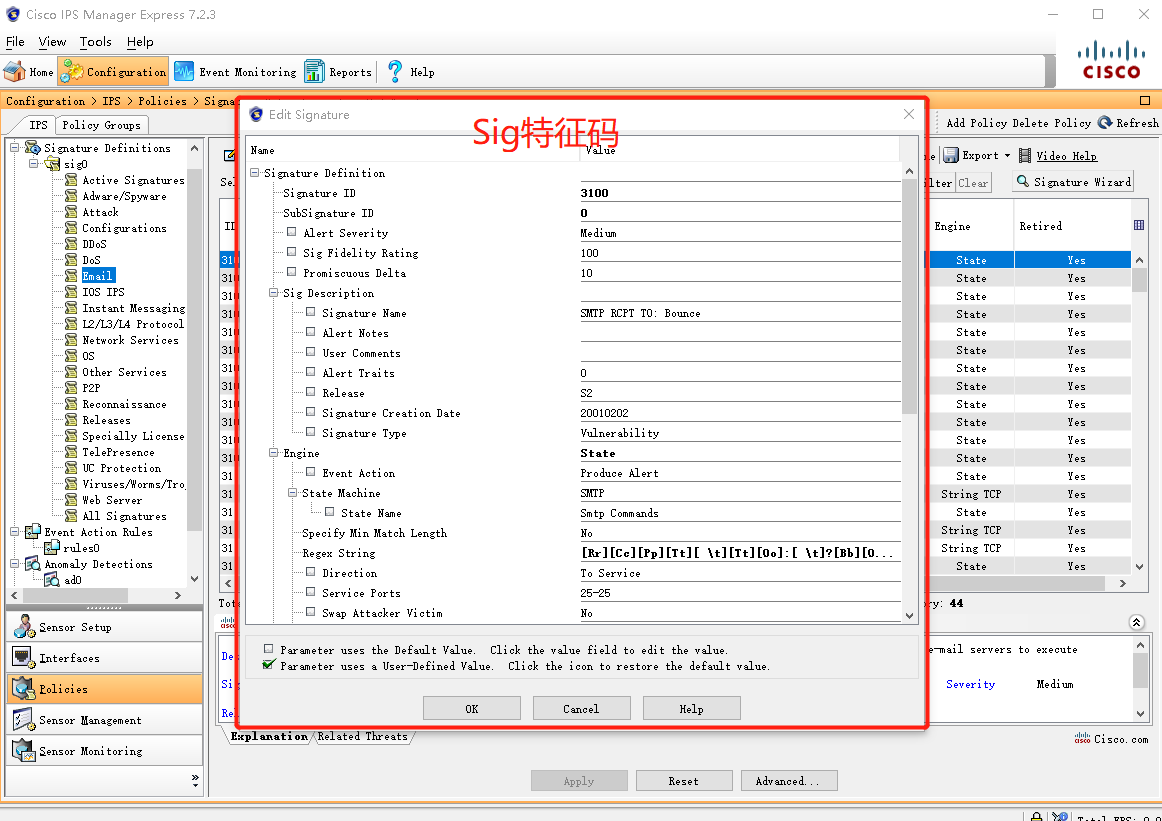 Cisco IPS Manager Express 7.2.3
File View Tools Help
CISCO
Home Configuration Event Monitoring Reports Help
Configuration > IPS > Policies >
IPS Policy Groups
Add Policy Delete Policy Refresh
Export Video Help
Clear Signature Wizard
Signature Definitions
sig0
Active Signatures
Adware/Spyware
Attack
Configurations
DDoS
DoS
Email
IOS IPS
Instant Messaging
L2/L3/L4 Protocol
Network Services
OS
Other Services
P2P
Reconnaissance
Releases
Specially License
TelePresence
UC Protection
Viruses/Worms/Tro
Web Server
All Signatures
Event Action Rules
rules0
Anomaly Detections
ad0
Sensor Setup
Interfaces
Policies
Sensor Management
Sensor Monitoring
Edit Signature
Sig特征码
Name Value
Signature Definition
Signature ID 3100
SubSignature ID 0
Alert Severity Medium
Sig Fidelity Rating 100
Promiscuous Delta 10
Sig Description
Signature Name SMTP RCPT TO: Bounce
Alert Notes
User Comments
Alert Traits 0
Release S2
Signature Creation Date 20010202
Signature Type Vulnerability
Engine State
Event Action Produce Alert
State Machine SMTP
State Name Smtp Commands
Specify Min Match Length No
Regex String [Rr][Cc][Pp][Tt][ \t][Tt][Oo]:[ \t]?[Bb][O...
Direction To Service
Service Ports 25-25
Swap Attacker Victim No
Parameter uses the Default Value. Click the value field to edit the value.
Parameter uses a User-Defined Value. Click the icon to restore the default value.
OK Cancel Help
Engine Retired
State Yes
State Yes
State Yes
State Yes
State Yes
State Yes
State Yes
State Yes
State Yes
State Yes
State Yes
State Yes
State Yes
String TCP Yes
State Yes
String TCP Yes
String TCP Yes
State Yes
44
e-mail servers to execute
Severity Medium
Explanation Related Threats
Cisco.com
Apply Reset Advanced...